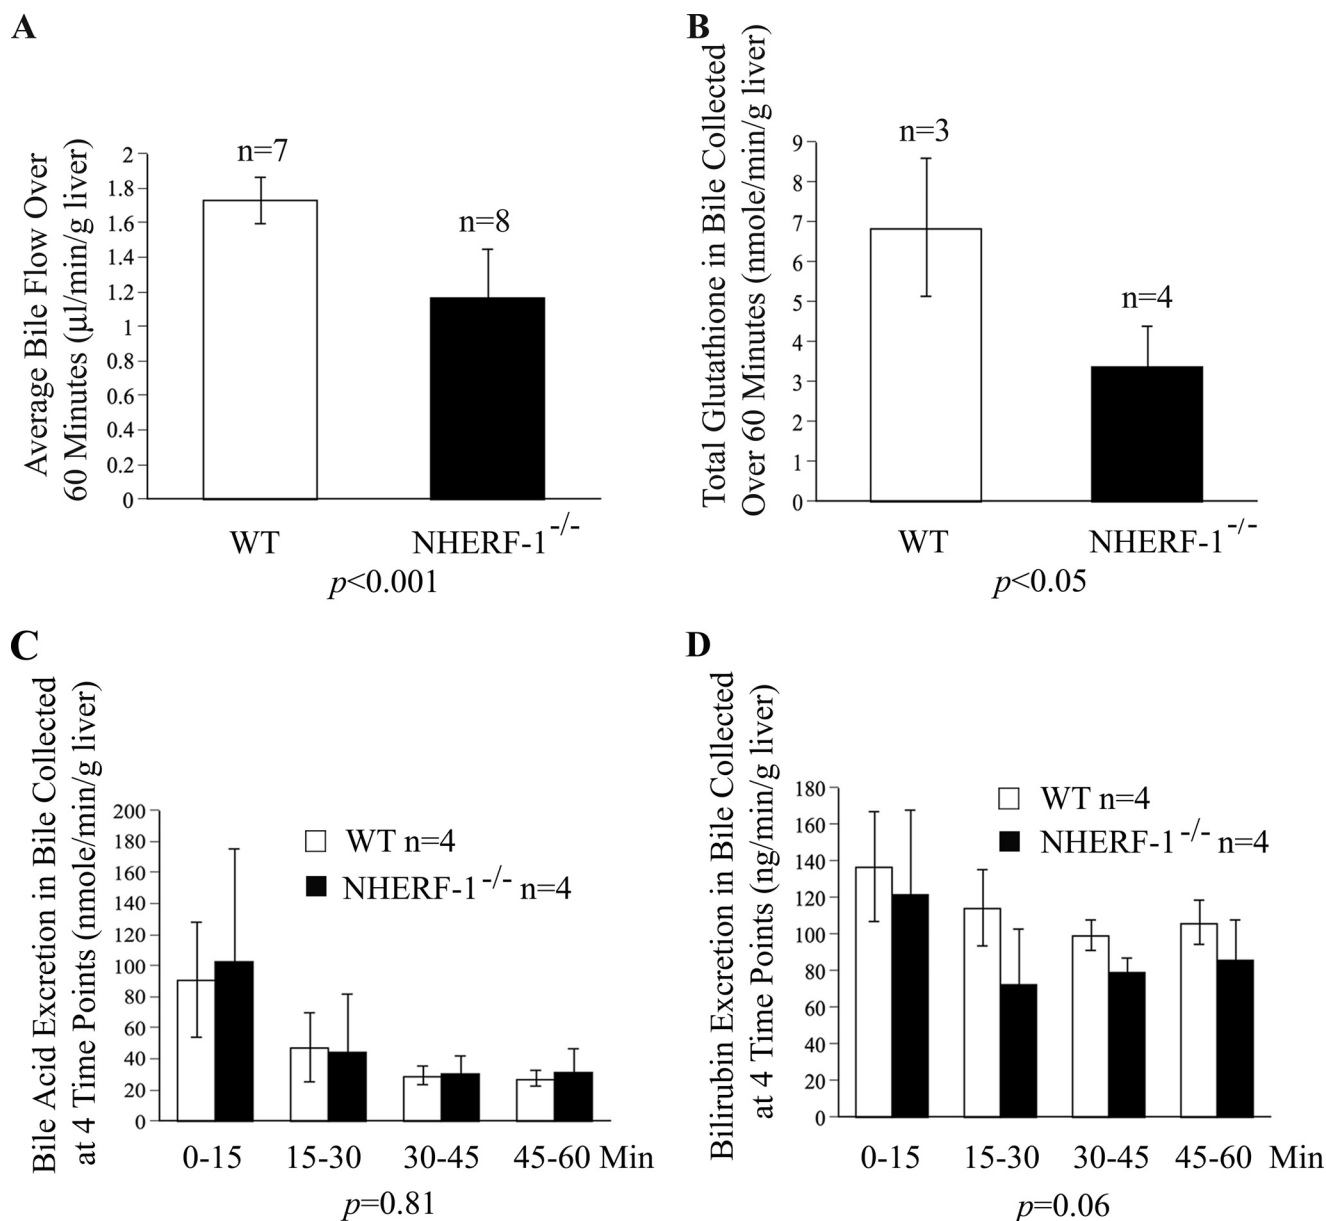 A
Average Bile Flow Over
60 Minutes (µl/min/g liver)
2
1.8
1.6
1.4
1.2
1
0.8
0.6
0.4
0.2
0
n=7
n=8
WT
NHERF-1-/-
p<0.001
B
Total Glutathione in Bile Collected
Over 60 Minutes (nmole/min/g liver)
9
8
7
6
5
4
3
2
1
0
n=3
n=4
WT
NHERF-1-/-
p<0.05
C
Bile Acid Excretion in Bile Collected
at 4 Time Points (nmole/min/g liver)
200
180
160
140
120
100
80
60
40
20
0
WT n=4
NHERF-1-/- n=4
0-15 15-30 30-45 45-60 Min
p=0.81
D
Bilirubin Excretion in Bile Collected
at 4 Time Points (ng/min/g liver)
180
160
140
120
100
80
60
40
20
0
WT n=4
NHERF-1-/- n=4
0-15 15-30 30-45 45-60 Min
p=0.06